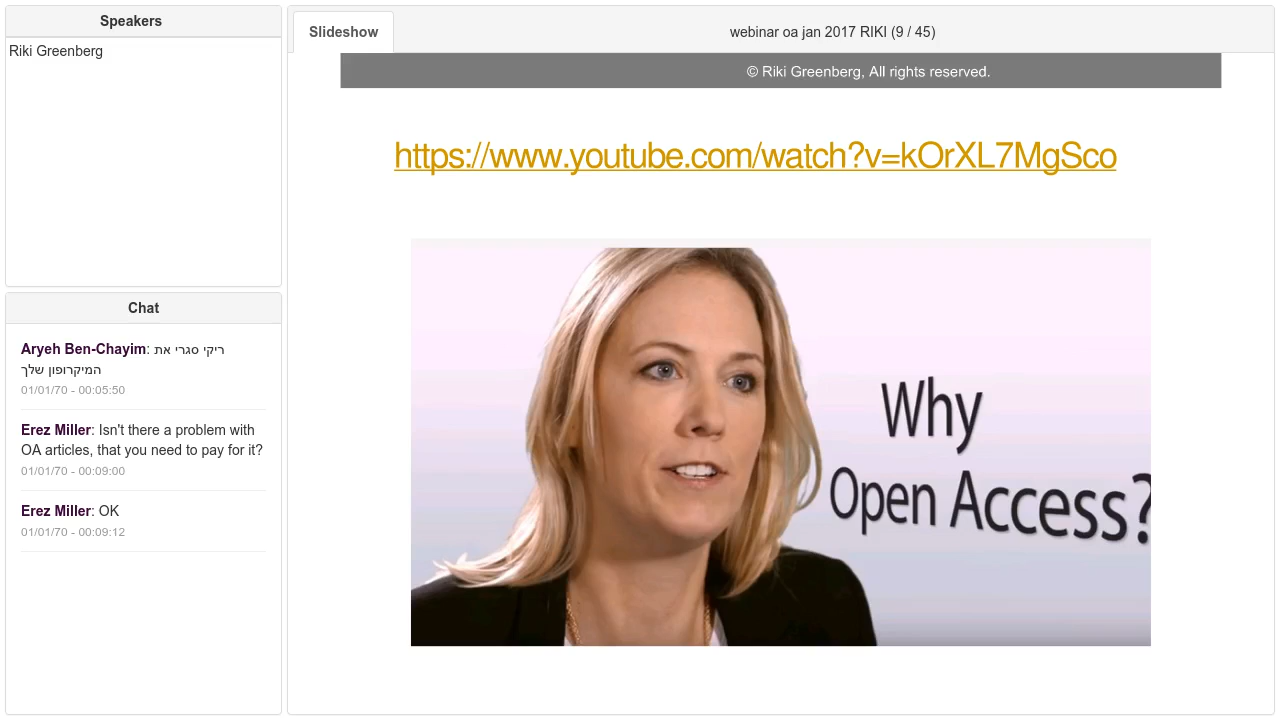 Speakers
Riki Greenberg
Chat
Aryeh Ben-Chayim: ריקי סגרי את
המיקרופון שלך
01/01/70 - 00:05:50
Erez Miller: Isn't there a problem with
OA articles, that you need to pay for it?
01/01/70 - 00:09:00
Erez Miller: OK
01/01/70 - 00:09:12
Slideshow
webinar oa jan 2017 RIKI (9 / 45)
© Riki Greenberg, All rights reserved.
https://www.youtube.com/watch?v=kOrXL7MgSco
Why
Open Access?